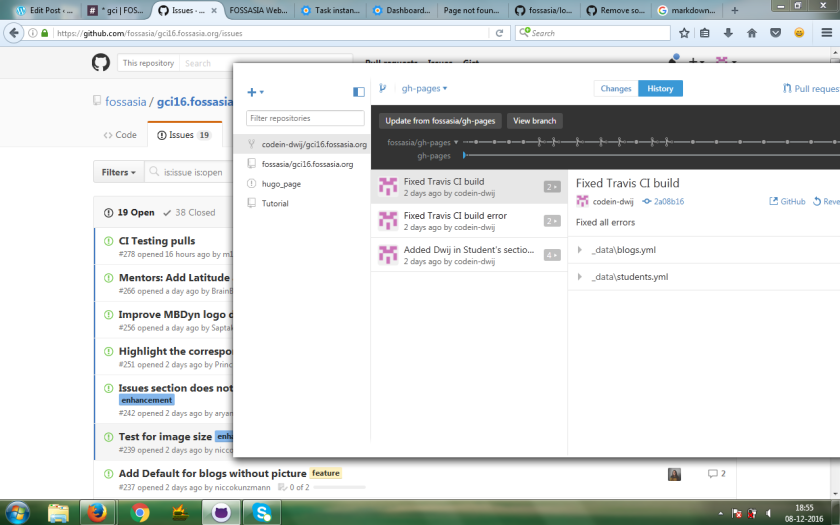 Edit Post ‹ ...
* gci | FOS...
Issues - ...
FOSSASIA Web...
Task instan...
Dashboard...
Page not foun...
fossasia/lo...
Remove so...
markdown...
https://github.com/fossasia/gci16.fossasia.org/issues
Search
This repository
Search
fossasia / gci16.fossasia
<> Code
Issues 19
Filters
is:issue is:open
19 Open
38 Closed
CI Testing pulls
#278 opened 16 hours ago by m1
Mentors: Add Latitude
#266 opened a day ago by BrainB
Improve MBDyn logo d
#256 opened a day ago by Saptak
Highlight the correspo
#251 opened 2 days ago by Princ
Issues section does not
enhancement
#242 opened 2 days ago by aryan
Test for image size enha
#239 opened 2 days ago by nicco
Add Default for blogs without picture feature
#237 opened 2 days ago by niccokunzmann 0 of 2
2
gh-pages
Changes
History
Pull reques
Filter repositories
codein-dwij/gci16.fossasia.org
fossasia/gci16.fossasia.org
hugo_page
Tutorial
Update from fossasia/gh-pages
View branch
fossasia/gh-pages
gh-pages
Fixed Travis CI build
2 days ago by codein-dwij
2
Fixed Travis CI build error
2 days ago by codein-dwij
2
Added Dwij in Student's sectio...
2 days ago by codein-dwij
4
Fixed Travis CI build
codein-dwij
2a08b16
GitHub
Reve
Fixed all errors
_data\blogs.yml
_data\students.yml
18:55
08-12-2016